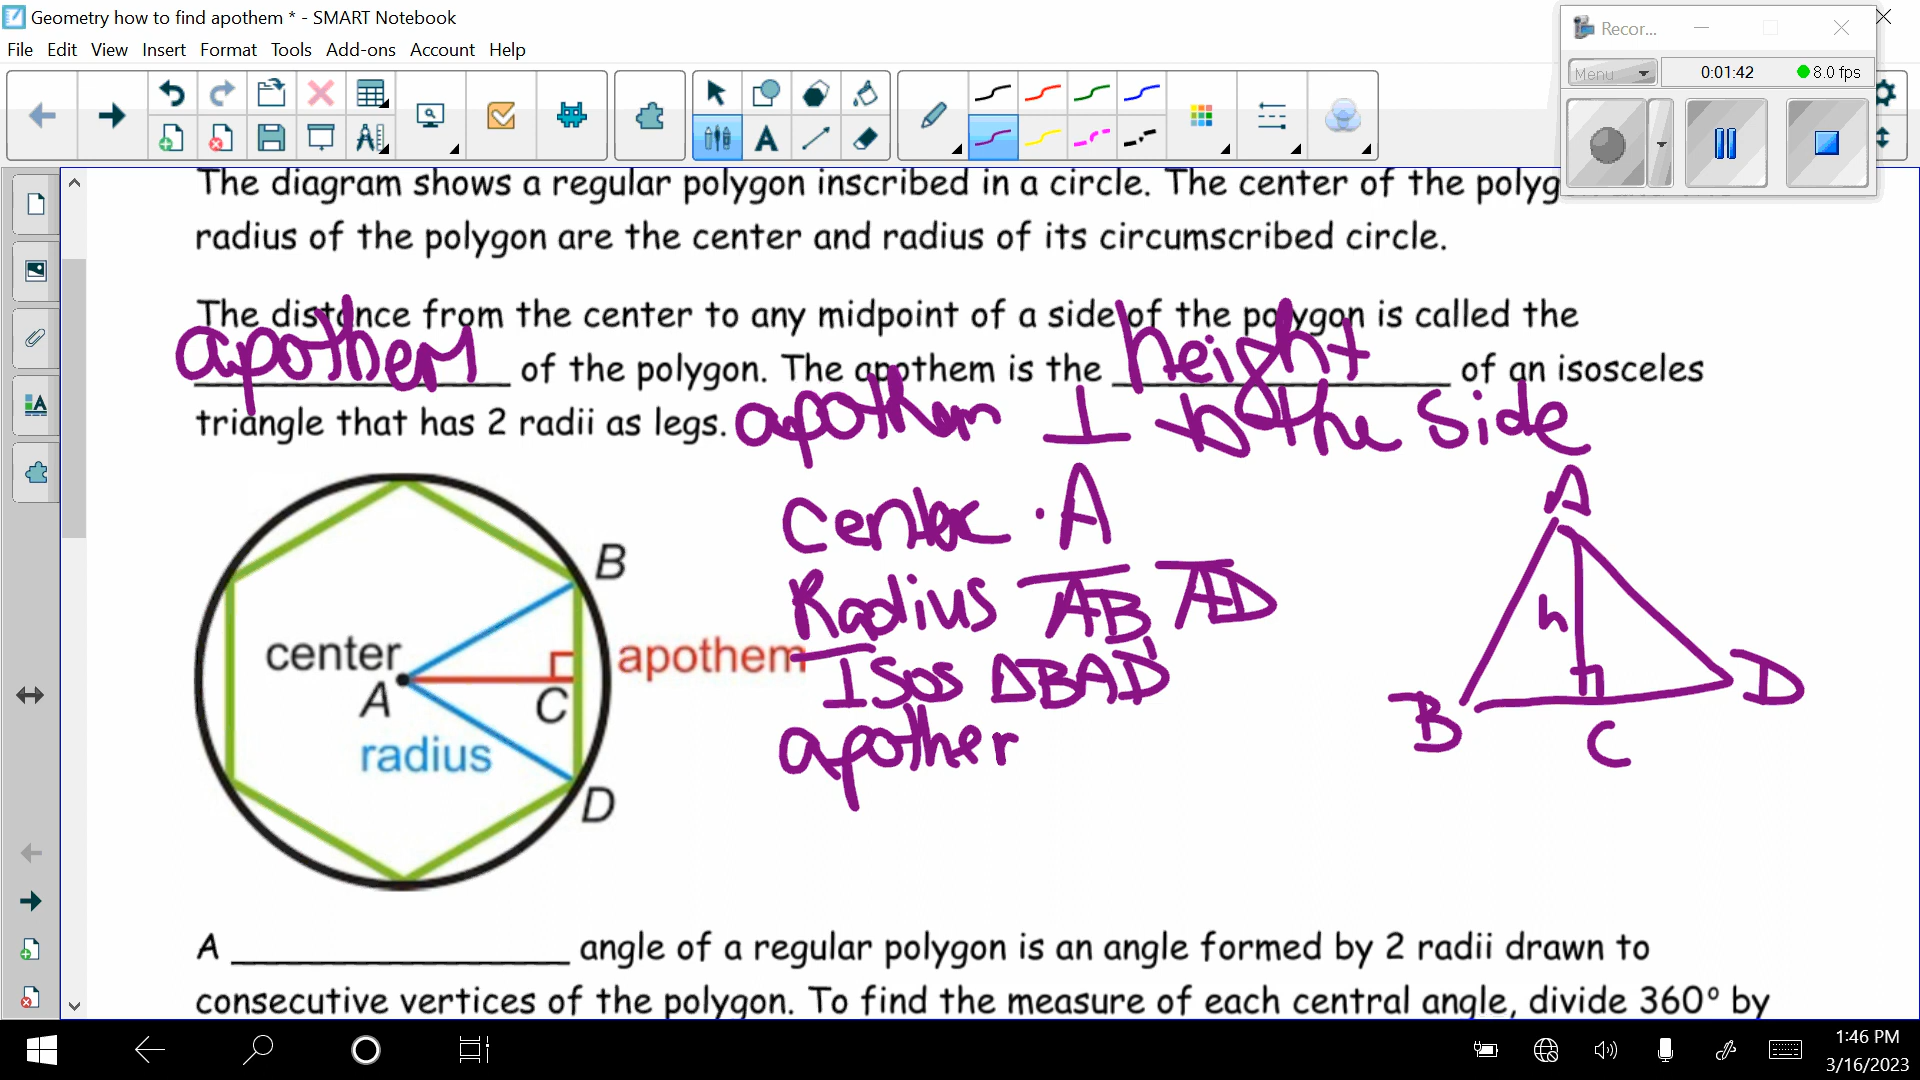 Geometry how to find apothem * - SMART Notebook
Recor...
File Edit View Insert Format Tools Add-ons Account Help
Menu 0:01:42 8.0 fps
The diagram shows a regular polygon inscribed in a circle. The center of the polyg
radius of the polygon are the center and radius of its circumscribed circle.
The distance from the center to any midpoint of a side of the polygon is called the
apothem of the polygon. The apothem is the height of an isosceles
triangle that has 2 radii as legs. apothem ⊥ to the side
Center · A
Radius AB, AD
Isos ΔBAD
apother
B
center
A
C
apothem
radius
D
A
h
B
C
D
A ________________ angle of a regular polygon is an angle formed by 2 radii drawn to
consecutive vertices of the polygon. To find the measure of each central angle, divide 360° by
1:46 PM
3/16/2023